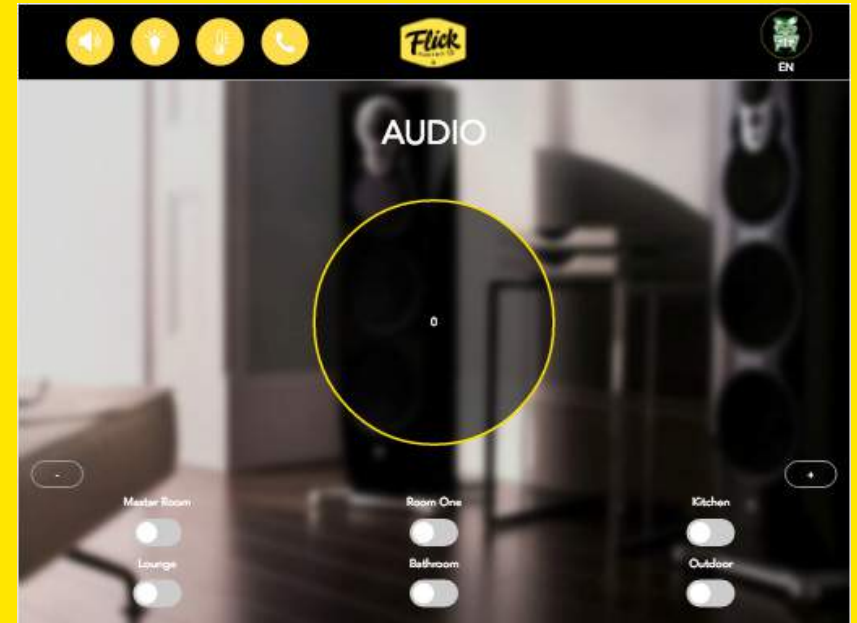 Flick
EN
AUDIO
0
-
+
Master Room
Room One
Kitchen
Lounge
Bathroom
Outdoor